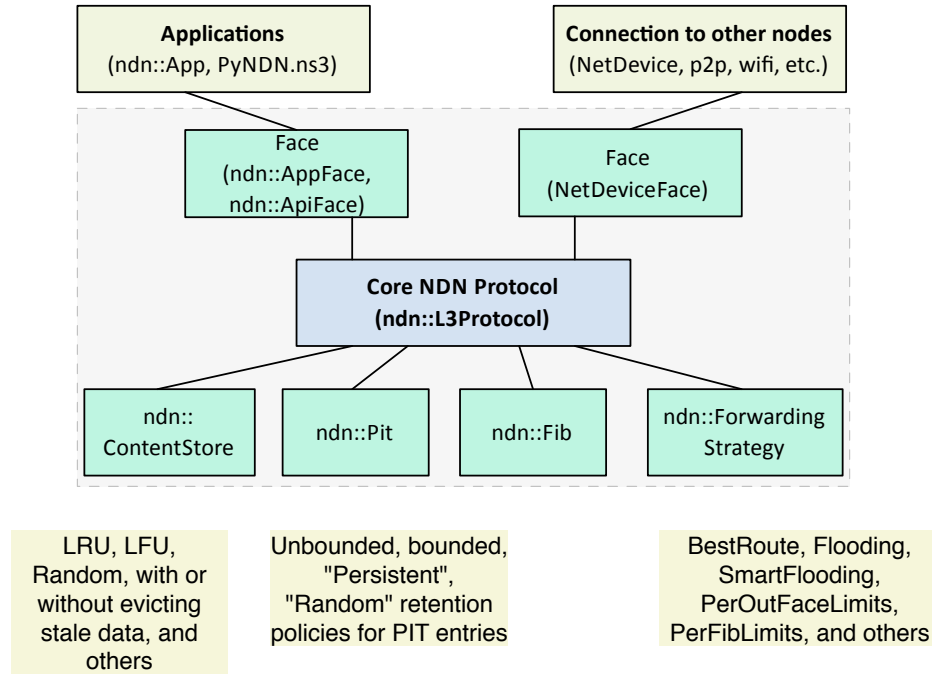 Applications
(ndn::App, PyNDN.ns3)
Connection to other nodes
(NetDevice, p2p, wifi, etc.)
Face
(ndn::AppFace,
ndn::ApiFace)
Face
(NetDeviceFace)
Core NDN Protocol
(ndn::L3Protocol)
ndn::
ContentStore
ndn::Pit
ndn::Fib
ndn::Forwarding
Strategy
LRU, LFU,
Random, with or
without evicting
stale data, and
others
Unbounded, bounded,
"Persistent",
"Random" retention
policies for PIT entries
BestRoute, Flooding,
SmartFlooding,
PerOutFaceLimits,
PerFibLimits, and others